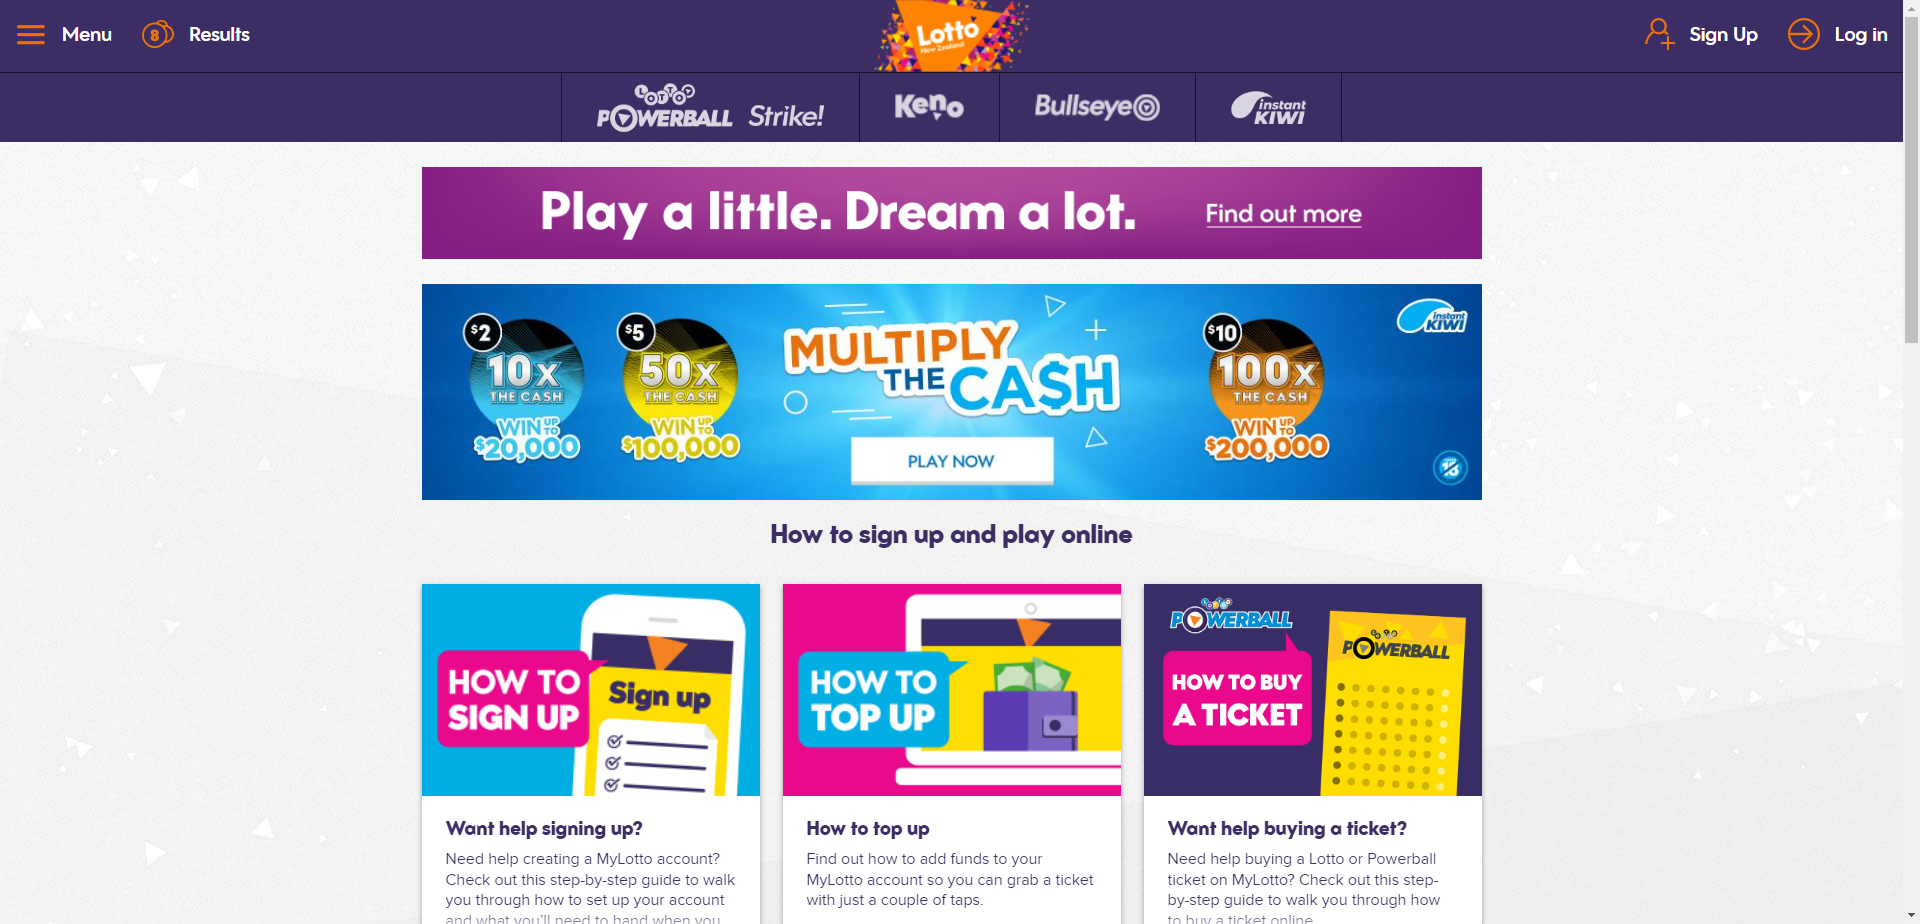 Menu
8
Results
Lotto
New Zealand
Sign Up
Log in
LOTTO
POWERBALL Strike!
Keno
Bullseye
instant
KIWI
Play a little. Dream a lot.
Find out more
$2
10X
THE CASH
WIN UP TO
$20,000
$5
50X
THE CASH
WIN UP TO
$100,000
MULTIPLY
THE CA$H
PLAY NOW
$10
100X
THE CASH
WIN UP TO
$200,000
instant
KIWI
18
How to sign up and play online
HOW TO
SIGN UP
Sign up
HOW TO
TOP UP
LOTTO
POWERBALL
HOW TO BUY
A TICKET
POWERBALL
Want help signing up?
Need help creating a MyLotto account?
Check out this step-by-step guide to walk
you through how to set up your account
and what you'll need to hand when you
How to top up
Find out how to add funds to your
MyLotto account so you can grab a ticket
with just a couple of taps.
Want help buying a ticket?
Need help buying a Lotto or Powerball
ticket on MyLotto? Check out this step-
by-step guide to walk you through how
to buy a ticket online.